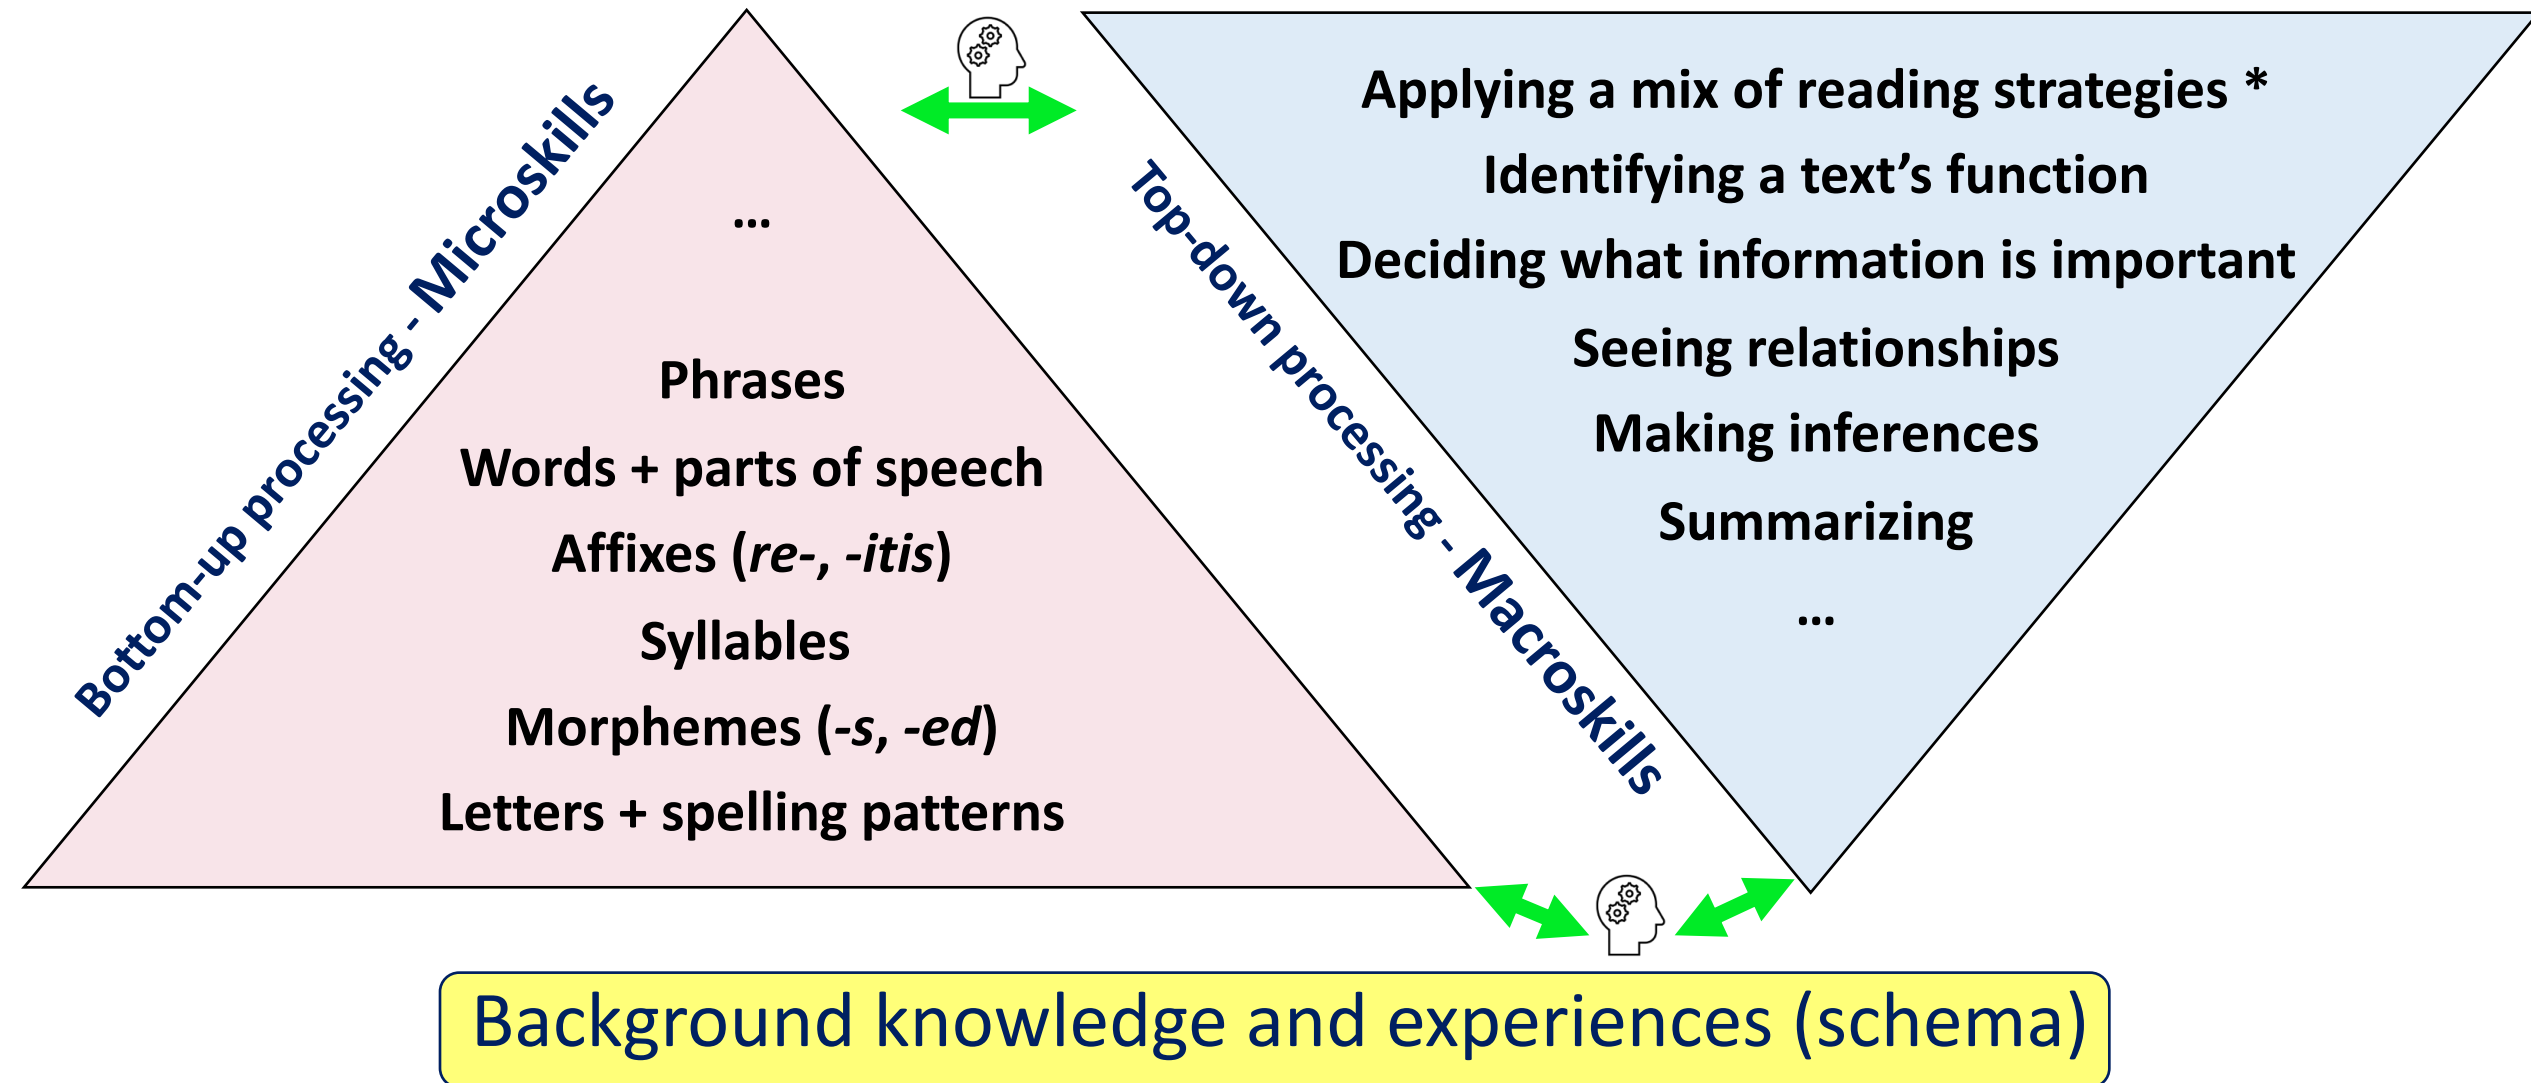 Bottom-up processing - Microskills
...
Phrases
Words + parts of speech
Affixes (re-, -itis)
Syllables
Morphemes (-s, -ed)
Letters + spelling patterns
Top-down processing - Macroskills
Applying a mix of reading strategies *
Identifying a text’s function
Deciding what information is important
Seeing relationships
Making inferences
Summarizing
...
Background knowledge and experiences (schema)